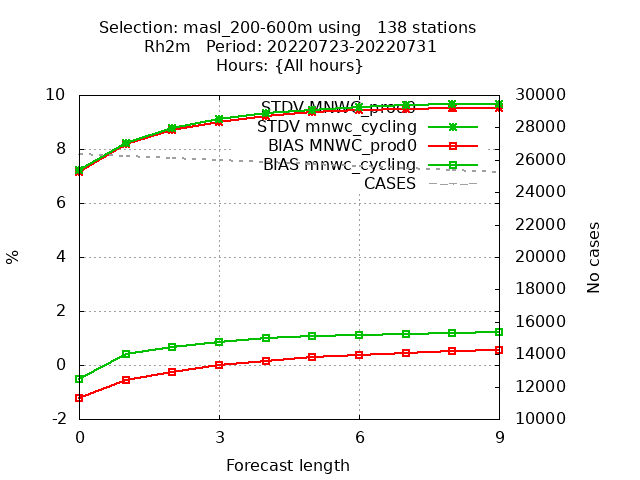 Selection: masl_200-600m using   138 stations
Rh2m   Period: 20220723-20220731
Hours: {All hours}
10
8
6
4
2
0
-2
%
STDV MNWC_prod0
STDV mnwc_cycling
BIAS MNWC_prod0
BIAS mnwc_cycling
CASES
30000
28000
26000
24000
22000
20000
18000
16000
14000
12000
10000
No cases
0
3
6
9
Forecast length